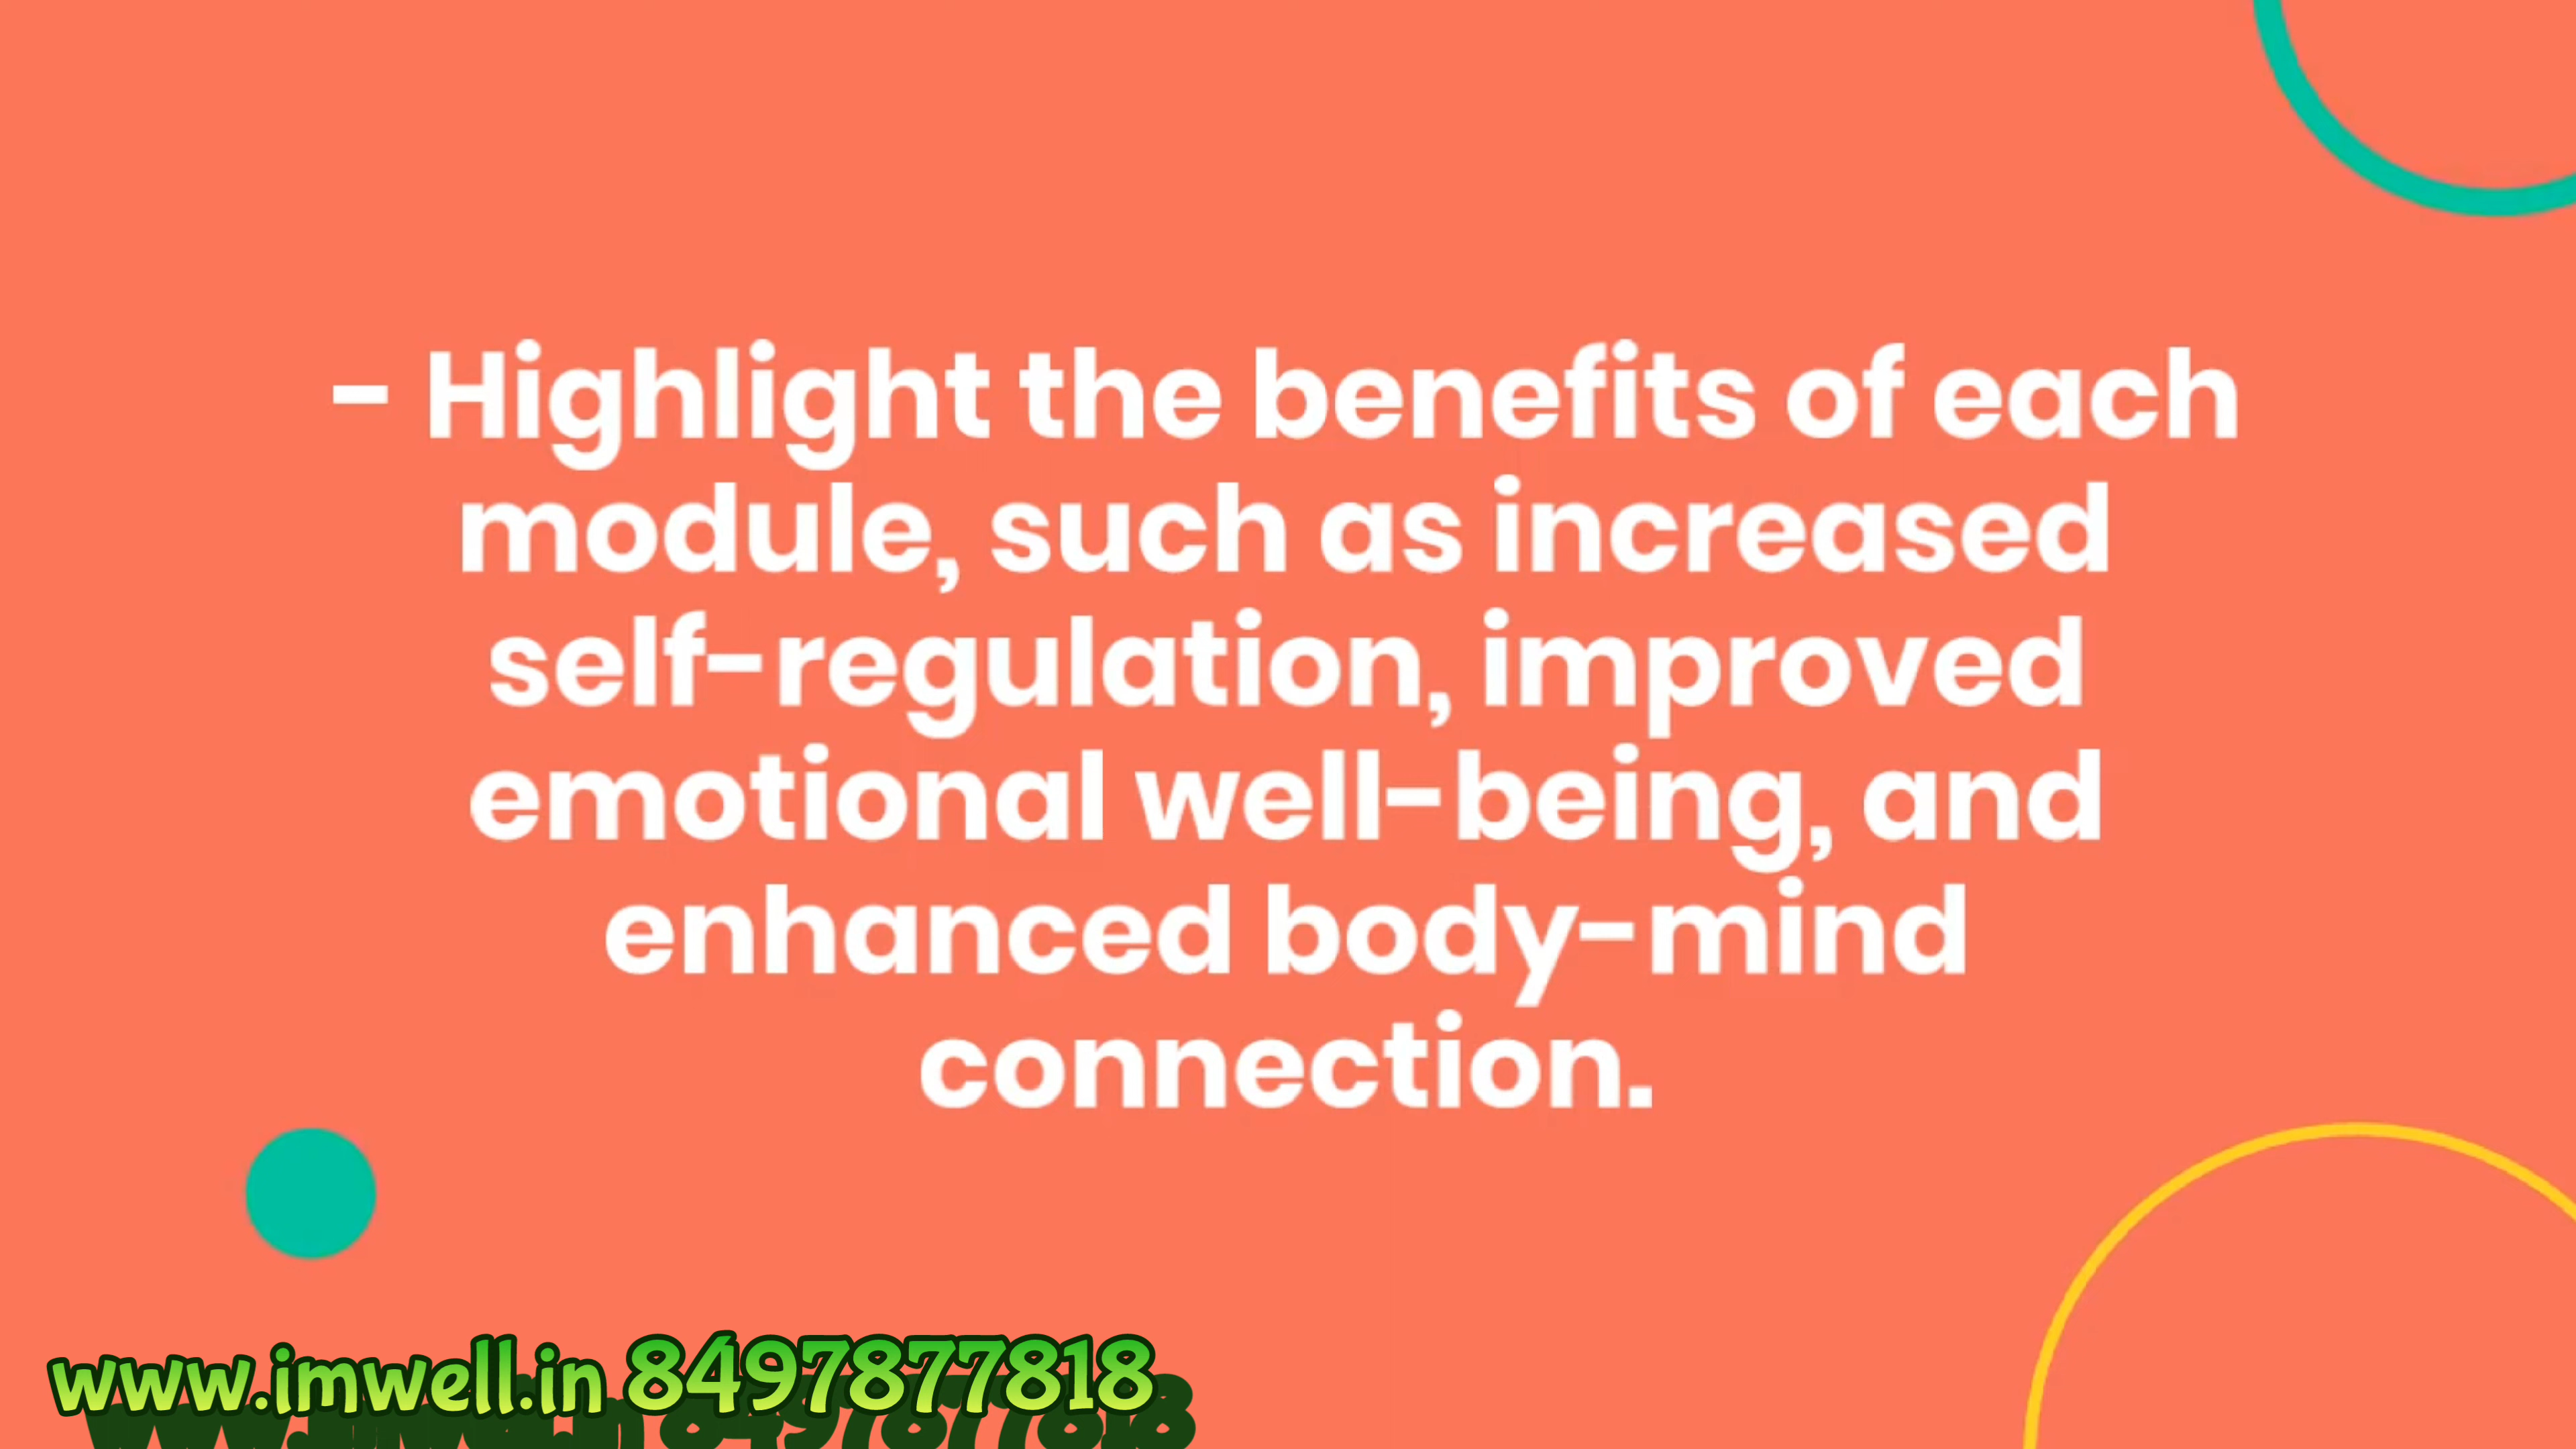 - Highlight the benefits of each
module, such as increased
self-regulation, improved
emotional well-being, and
enhanced body-mind
connection.
www.imwell.in 8497877818